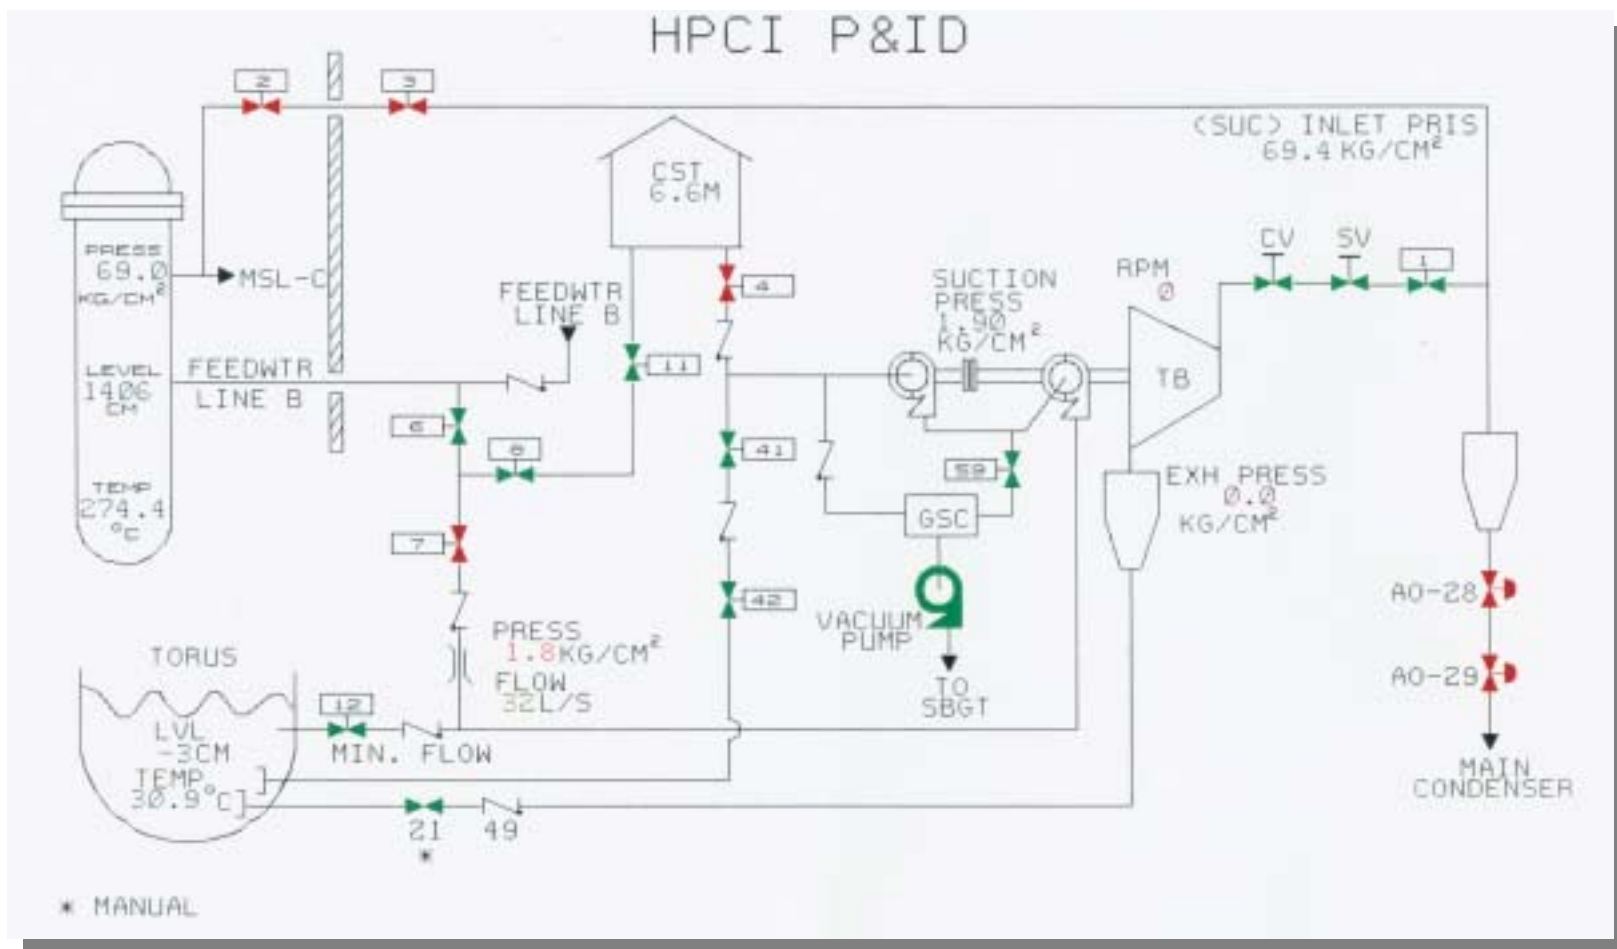 HPCI P&ID
2
3
(SUC) INLET PRIS
69.4 KG/CM²
CST
6.6M
PRESS
69.0
KG/CM²
MSL-C
FEEDWTR
LINE B
4
SUCTION
PRESS
1.90
KG/CM²
RPM
0
CV
SV
1
LEVEL
1406
CM
FEEDWTR
LINE B
11
TB
6
8
41
59
EXH PRESS
0.0
KG/CM²
TEMP
274.4
°C
GSC
7
42
AO-28
VACUUM
PUMP
PRESS
1.8 KG/CM²
FLOW
32L/S
TORUS
TO
SBGT
AO-29
12
LVL
-3CM
MIN. FLOW
TEMP
30.9°C
MAIN
CONDENSER
21
49
*
* MANUAL